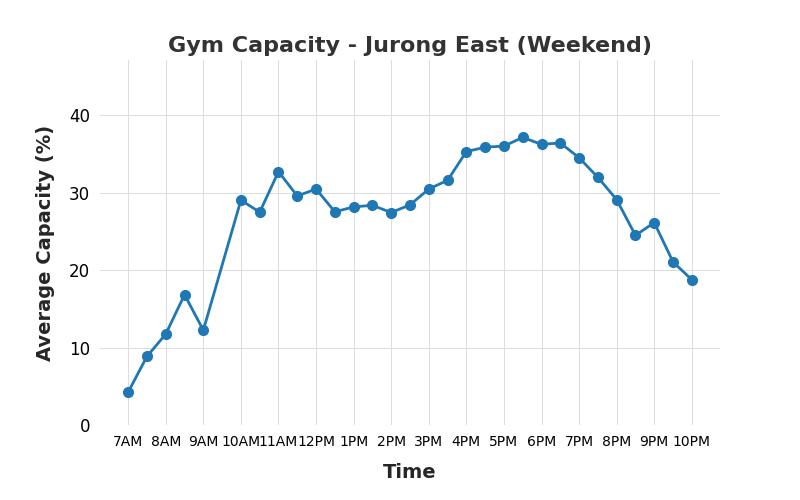 Gym Capacity - Jurong East (Weekend)
Average Capacity (%)
40
30
20
10
0
7AM 8AM 9AM 10AM 11AM 12PM 1PM 2PM 3PM 4PM 5PM 6PM 7PM 8PM 9PM 10PM
Time